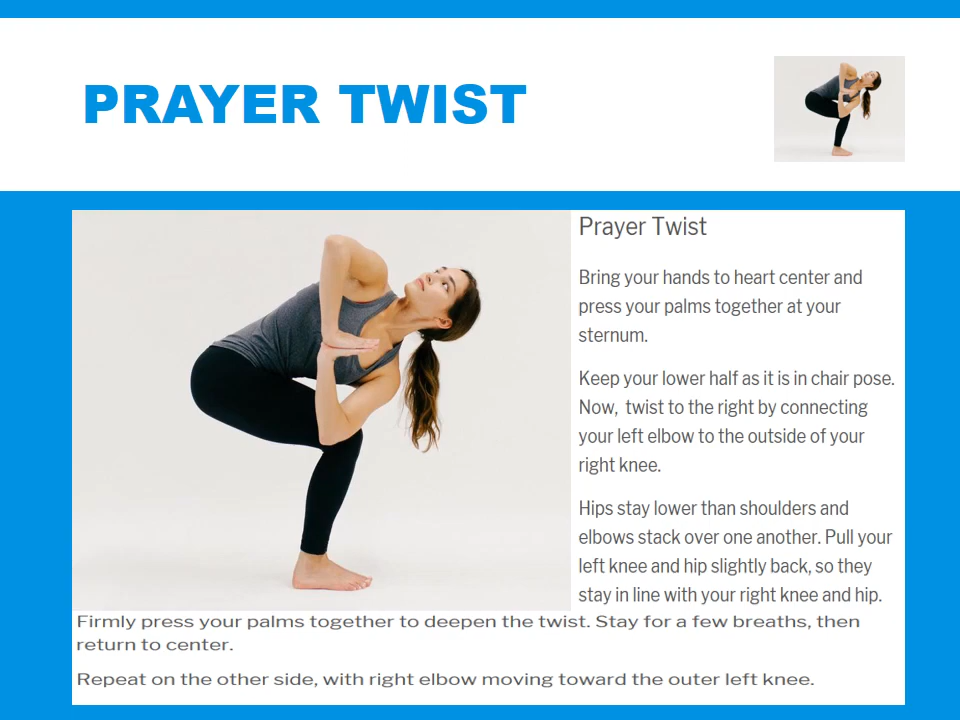 PRAYER TWIST
Prayer Twist
Bring your hands to heart center and
press your palms together at your
sternum.
Keep your lower half as it is in chair pose.
Now,  twist to the right by connecting
your left elbow to the outside of your
right knee.
Hips stay lower than shoulders and
elbows stack over one another. Pull your
left knee and hip slightly back, so they
stay in line with your right knee and hip.
Firmly press your palms together to deepen the twist. Stay for a few breaths, then
return to center.
Repeat on the other side, with right elbow moving toward the outer left knee.